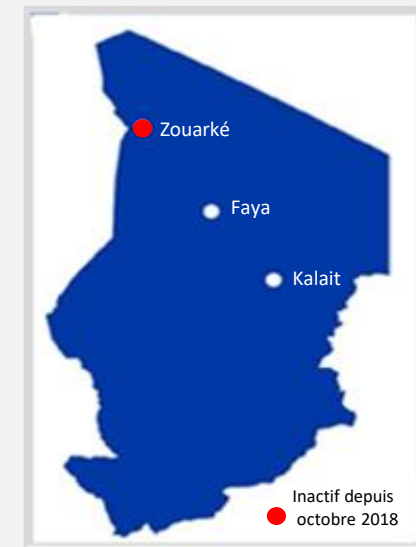 Zouarké
Faya
Kalait
Inactif depuis
octobre 2018